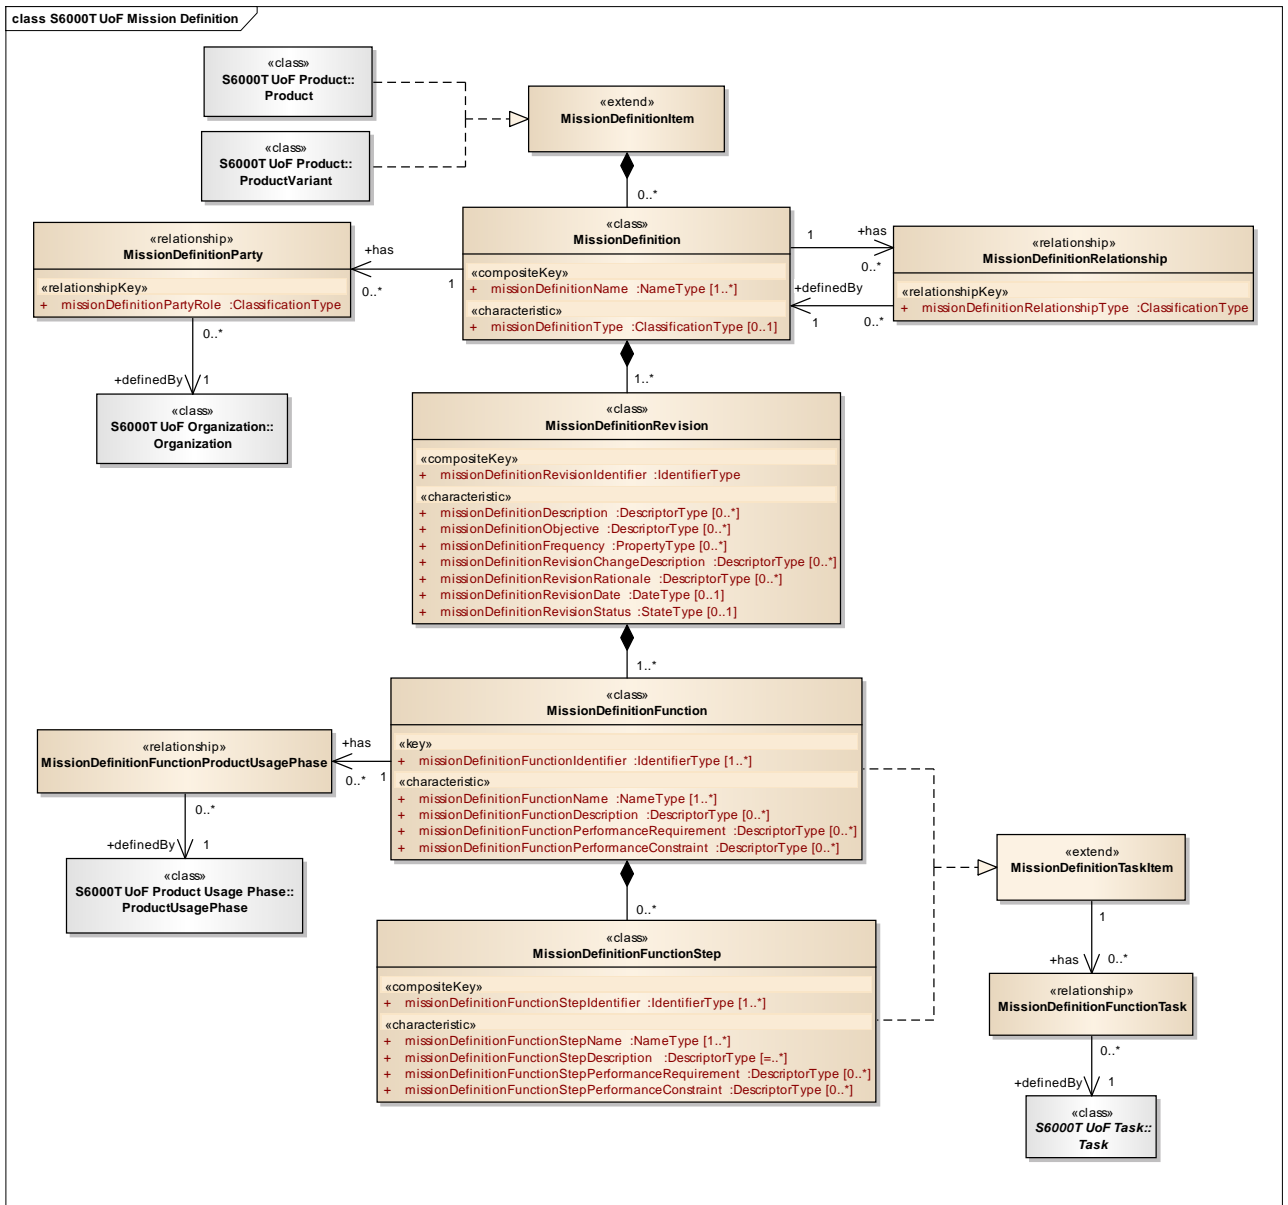 class S6000T UoF Mission Definition
«class»
S6000T UoF Product::
Product
«class»
S6000T UoF Product::
ProductVariant
«extend»
MissionDefinitionItem
0..*
«class»
MissionDefinition
«compositeKey»
+ missionDefinitionName :NameType [1..*]
«characteristic»
+ missionDefinitionType :ClassificationType [0..1]
«relationship»
MissionDefinitionParty
«relationshipKey»
+ missionDefinitionPartyRole :ClassificationType
+has
0..*
1
1
+has
0..*
+definedBy
1
0..*
«relationship»
MissionDefinitionRelationship
«relationshipKey»
+ missionDefinitionRelationshipType :ClassificationType
0..*
+definedBy
1
«class»
S6000T UoF Organization::
Organization
1..*
«class»
MissionDefinitionRevision
«compositeKey»
+ missionDefinitionRevisionIdentifier :IdentifierType
«characteristic»
+ missionDefinitionDescription :DescriptorType [0..*]
+ missionDefinitionObjective :DescriptorType [0..*]
+ missionDefinitionFrequency :PropertyType [0..*]
+ missionDefinitionRevisionChangeDescription :DescriptorType [0..*]
+ missionDefinitionRevisionRationale :DescriptorType [0..*]
+ missionDefinitionRevisionDate :DateType [0..1]
+ missionDefinitionRevisionStatus :StateType [0..1]
1..*
«class»
MissionDefinitionFunction
«key»
+ missionDefinitionFunctionIdentifier :IdentifierType [1..*]
«characteristic»
+ missionDefinitionFunctionName :NameType [1..*]
+ missionDefinitionFunctionDescription :DescriptorType [0..*]
+ missionDefinitionFunctionPerformanceRequirement :DescriptorType [0..*]
+ missionDefinitionFunctionPerformanceConstraint :DescriptorType [0..*]
«relationship»
MissionDefinitionFunctionProductUsagePhase
+has
0..*
1
0..*
+definedBy
1
«class»
S6000T UoF Product Usage Phase::
ProductUsagePhase
0..*
«class»
MissionDefinitionFunctionStep
«compositeKey»
+ missionDefinitionFunctionStepIdentifier :IdentifierType [1..*]
«characteristic»
+ missionDefinitionFunctionStepName :NameType [1..*]
+ missionDefinitionFunctionStepDescription :DescriptorType [=..*]
+ missionDefinitionFunctionStepPerformanceRequirement :DescriptorType [0..*]
+ missionDefinitionFunctionStepPerformanceConstraint :DescriptorType [0..*]
«extend»
MissionDefinitionTaskItem
1
+has
0..*
«relationship»
MissionDefinitionFunctionTask
0..*
+definedBy
1
«class»
S6000T UoF Task::
Task